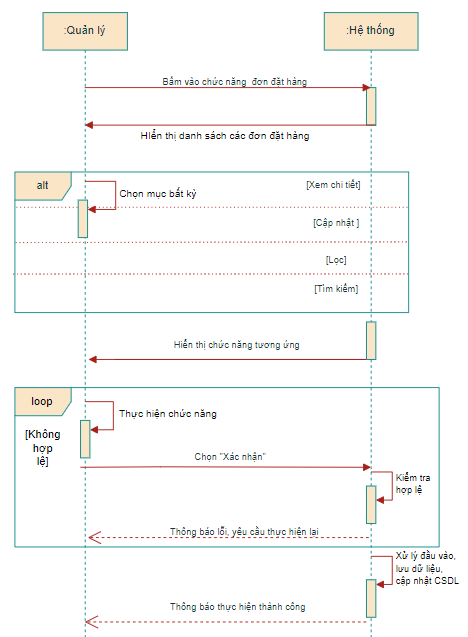 :Quản lý
:Hệ thống
Bấm vào chức năng đơn đặt hàng
Hiển thị danh sách các đơn đặt hàng
alt
[Xem chi tiết]
Chọn mục bất kỳ
[Cập nhật ]
[Lọc]
[Tìm kiếm]
Hiển thị chức năng tương ứng
loop
Thực hiện chức năng
[Không
hợp
lệ]
Chọn "Xác nhận"
Kiểm tra
hợp lệ
Thông báo lỗi, yêu cầu thực hiện lại
Xử lý đầu vào,
lưu dữ liệu,
cập nhật CSDL
Thông báo thực hiện thành công